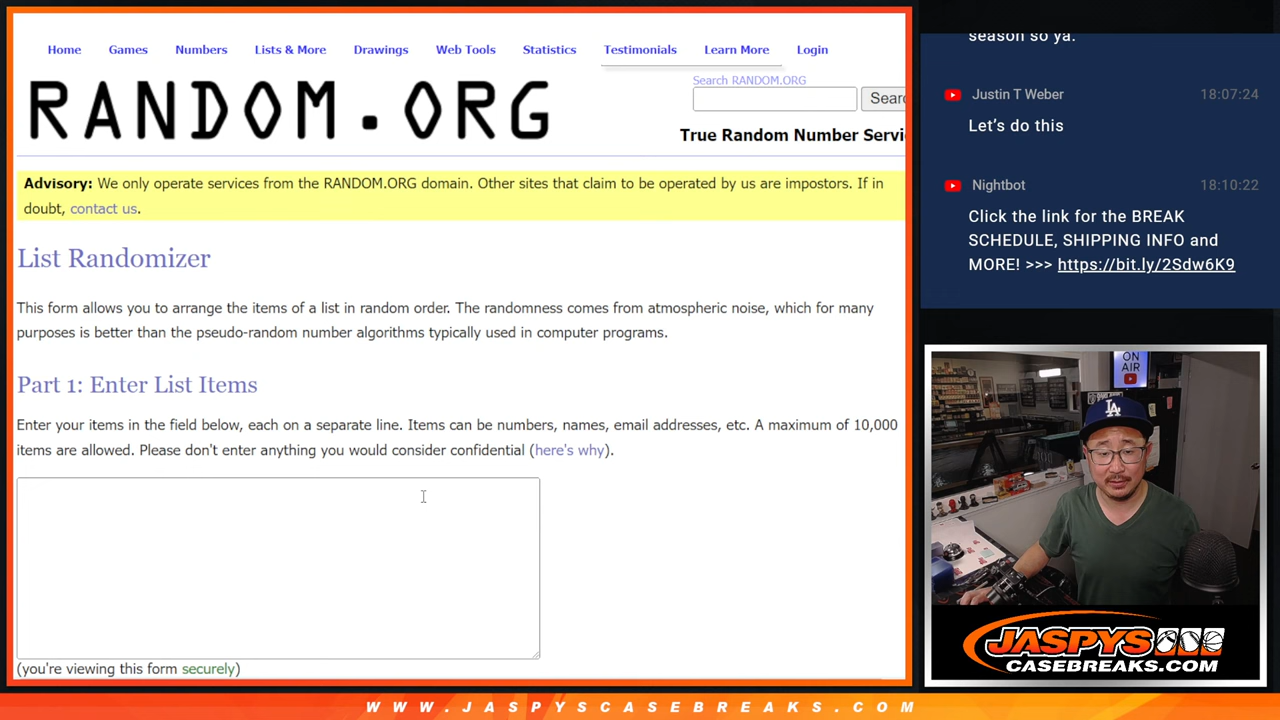 Home Games Numbers Lists & More Drawings Web Tools Statistics Testimonials Learn More Login
RANDOM.ORG
Search RANDOM.ORG
True Random Number Servi
Advisory: We only operate services from the RANDOM.ORG domain. Other sites that claim to be operated by us are impostors. If in
doubt, contact us.
List Randomizer
This form allows you to arrange the items of a list in random order. The randomness comes from atmospheric noise, which for many
purposes is better than the pseudo-random number algorithms typically used in computer programs.
Part 1: Enter List Items
Enter your items in the field below, each on a separate line. Items can be numbers, names, email addresses, etc. A maximum of 10,000
items are allowed. Please don't enter anything you would consider confidential (here's why).
(you're viewing this form securely)
season so ya.
Justin T Weber 18:07:24
Let's do this
Nightbot 18:10:22
Click the link for the BREAK
SCHEDULE, SHIPPING INFO and
MORE! >>> https://bit.ly/2Sdw6K9
ON
AIR
LA
JASPYS
CASEBREAKS.COM
WWW.JASPYSCASEBREAKS.COM